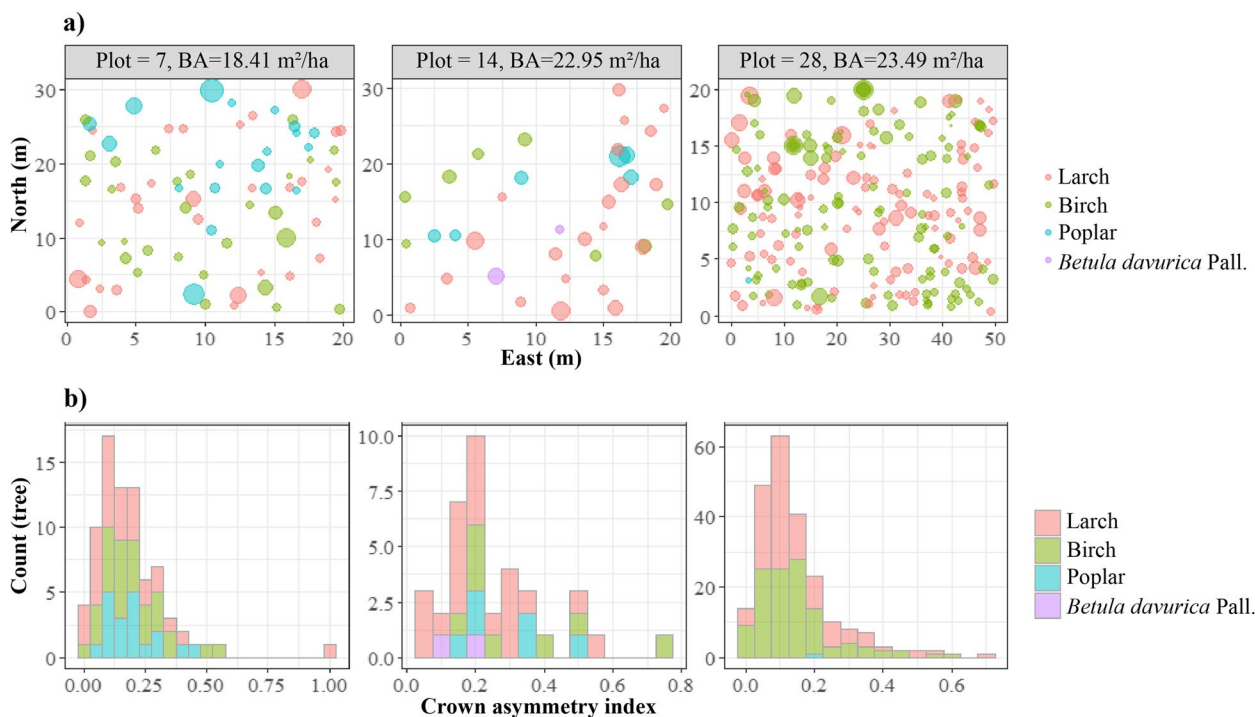 a)
Plot = 7, BA=18.41 m²/ha
Plot = 14, BA=22.95 m²/ha
Plot = 28, BA=23.49 m²/ha
North (m)
30
20
10
0
0 5 10 15 20
30
20
10
0
0 5 10 15 20
20
15
10
5
0
0 10 20 30 40 50
East (m)
Larch
Birch
Poplar
Betula davurica Pall.
b)
Count (tree)
15
10
5
0
0.00 0.25 0.50 0.75 1.00
10.0
7.5
5.0
2.5
0.0
0.0 0.2 0.4 0.6 0.8
60
40
20
0
0.0 0.2 0.4 0.6
Crown asymmetry index
Larch
Birch
Poplar
Betula davurica Pall.